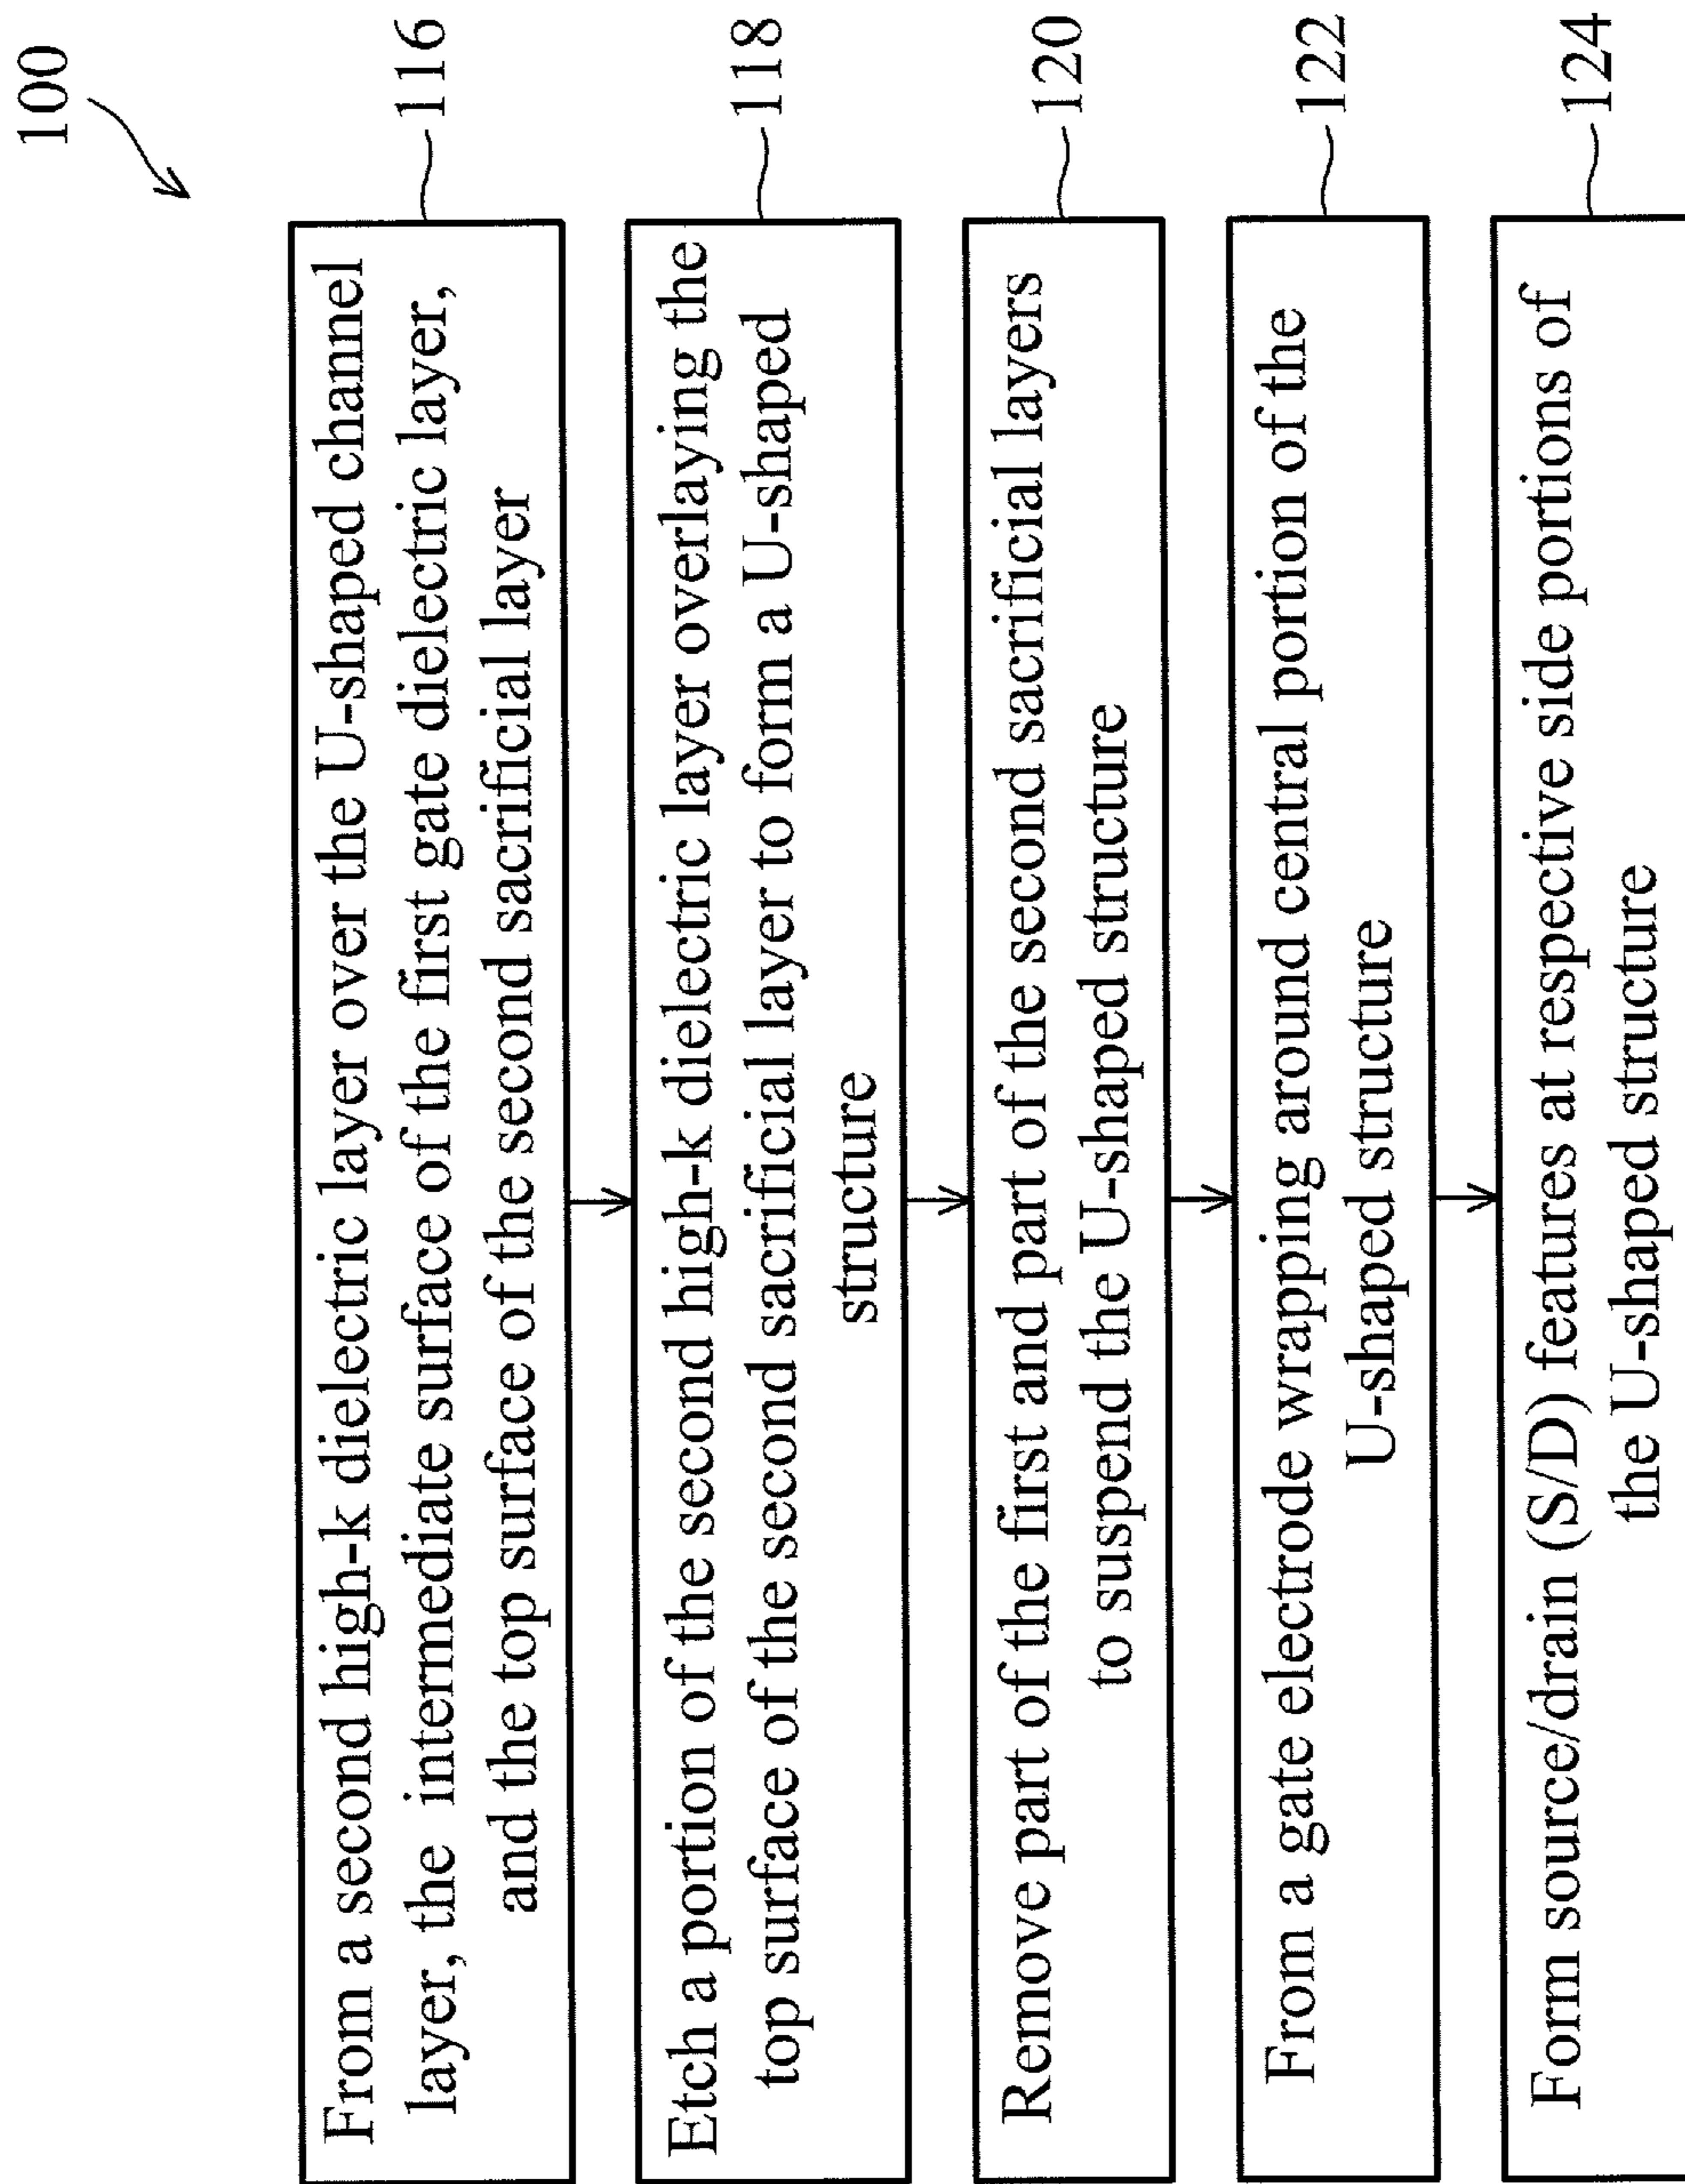 100
From a second high-k dielectric layer over the U-shaped channel
layer, the intermediate surface of the first gate dielectric layer,
and the top surface of the second sacrificial layer
116
Etch a portion of the second high-k dielectric layer overlaying the
top surface of the second sacrificial layer to form a U-shaped
structure
118
Remove part of the first and part of the second sacrificial layers
to suspend the U-shaped structure
120
From a gate electrode wrapping around central portion of the
U-shaped structure
122
Form source/drain (S/D) features at respective side portions of
the U-shaped structure
124